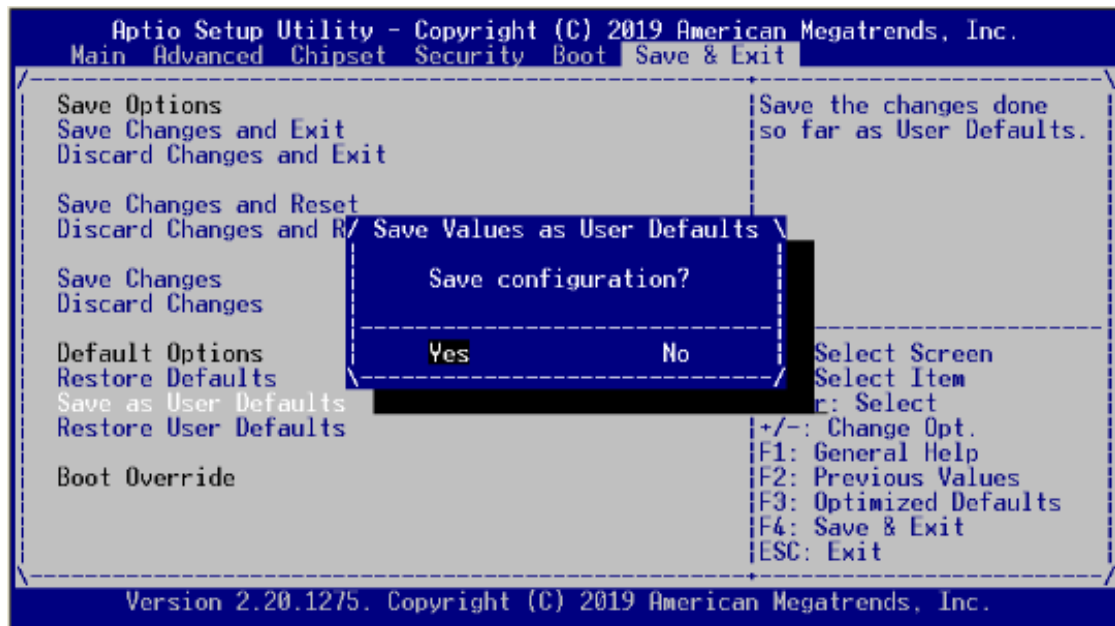 Aptio Setup Utility - Copyright (C) 2019 American Megatrends, Inc.
Main Advanced Chipset Security Boot Save & Exit
Save Options
Save Changes and Exit
Discard Changes and Exit
Save Changes and Reset
Discard Changes and R
Save Changes
Discard Changes
Default Options
Restore Defaults
Save as User Defaults
Restore User Defaults
Boot Override
Save Values as User Defaults
Save configuration?
Yes No
Save the changes done
so far as User Defaults.
Select Screen
Select Item
r: Select
+/-: Change Opt.
F1: General Help
F2: Previous Values
F3: Optimized Defaults
F4: Save & Exit
ESC: Exit
Version 2.20.1275. Copyright (C) 2019 American Megatrends, Inc.